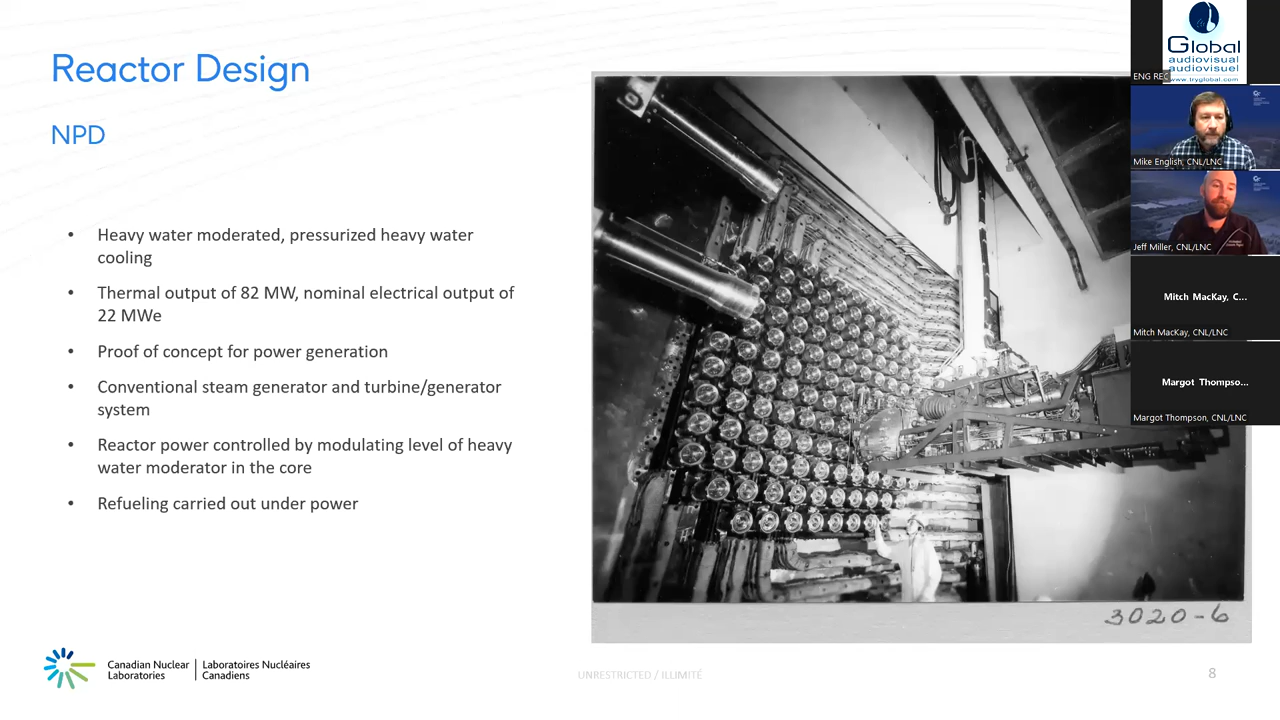 Reactor Design
NPD
• Heavy water moderated, pressurized heavy water
cooling
• Thermal output of 82 MW, nominal electrical output of
22 MWe
• Proof of concept for power generation
• Conventional steam generator and turbine/generator
system
• Reactor power controlled by modulating level of heavy
water moderator in the core
• Refueling carried out under power
3020-6
Canadian Nuclear
Laboratories
Laboratoires Nucléaires
Canadiens
UNRESTRICTED / ILLIMITÉ
8
Global
audiovisual
audiovisuel
www.tryglobal.com
ENG REC
Mike English, CNL/LNC
Jeff Miller, CNL/LNC
Mitch MacKay, C...
Mitch MacKay, CNL/LNC
Margot Thompso...
Margot Thompson, CNL/LNC